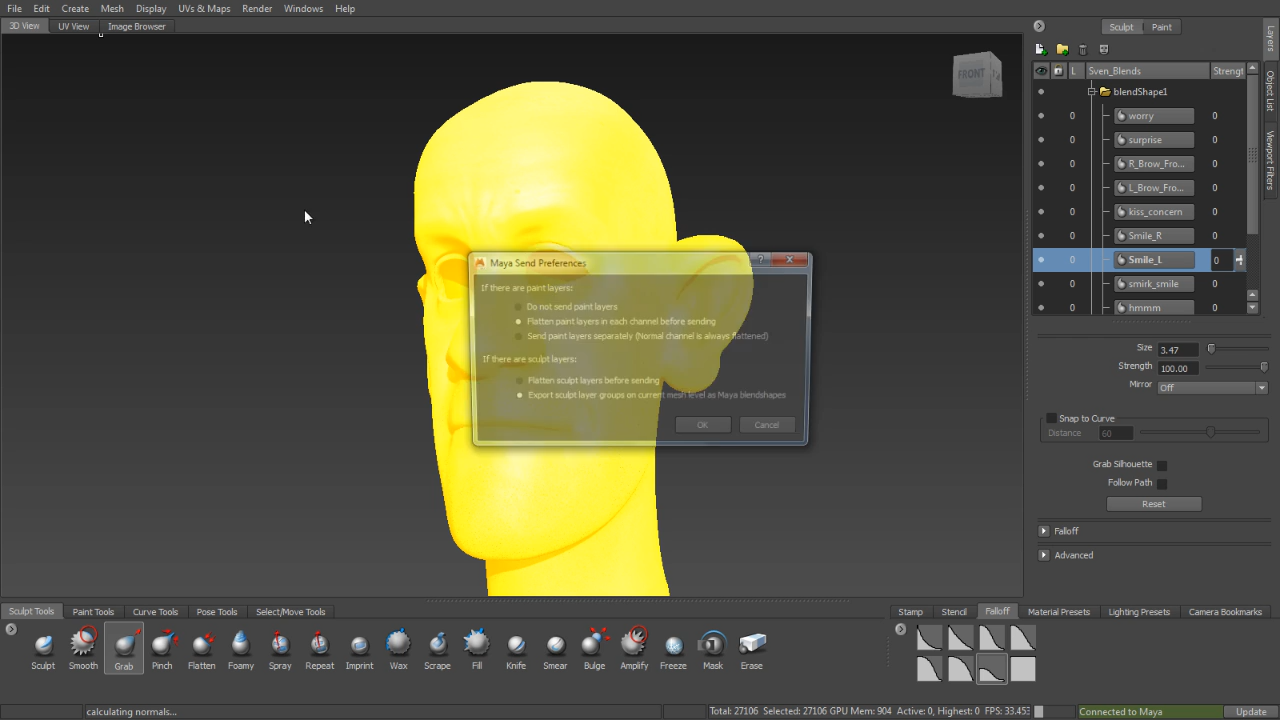 File Edit Create Mesh Display UVs & Maps Render Windows Help
3D View UV View Image Browser
FRONT
Maya Send Preferences
If there are paint layers:
Do not send paint layers
Flatten paint layers in each channel before sending
Send paint layers separately (Normal channel is always flattened)
If there are sculpt layers:
Flatten sculpt layers before sending
Export sculpt layer groups on current mesh level as Maya blendshapes
OK Cancel
Sculpt Paint
L Sven_Blends Strengt
blendShape1
0 worry 0
0 surprise 0
0 R_Brow_Fro... 0
0 L_Brow_Fro... 0
0 kiss_concern 0
0 Smile_R 0
0 Smile_L 0
0 smirk_smile 0
0 hmmm 0
Layers
Object List
Viewport Filters
Size 3.47
Strength 100.00
Mirror Off
Snap to Curve
Distance 60
Grab Silhouette
Follow Path
Reset
Falloff
Advanced
Sculpt Tools Paint Tools Curve Tools Pose Tools Select/Move Tools
Sculpt Smooth Grab Pinch Flatten Foamy Spray Repeat Imprint Wax Scrape Fill Knife Smear Bulge Amplify Freeze Mask Erase
Stamp Stencil Falloff Material Presets Lighting Presets Camera Bookmarks
calculating normals...
Total: 27106 Selected: 27106 GPU Mem: 904 Active: 0, Highest: 0 FPS: 33.453
Connected to Maya
Update